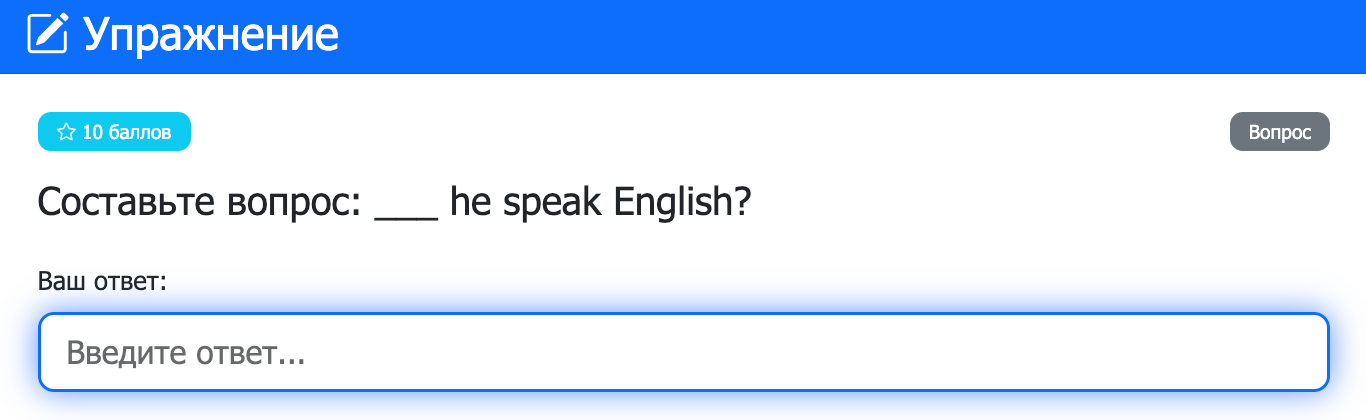 Упражнение
10 баллов
Вопрос
Составьте вопрос: ___ he speak English?
Ваш ответ:
Введите ответ...